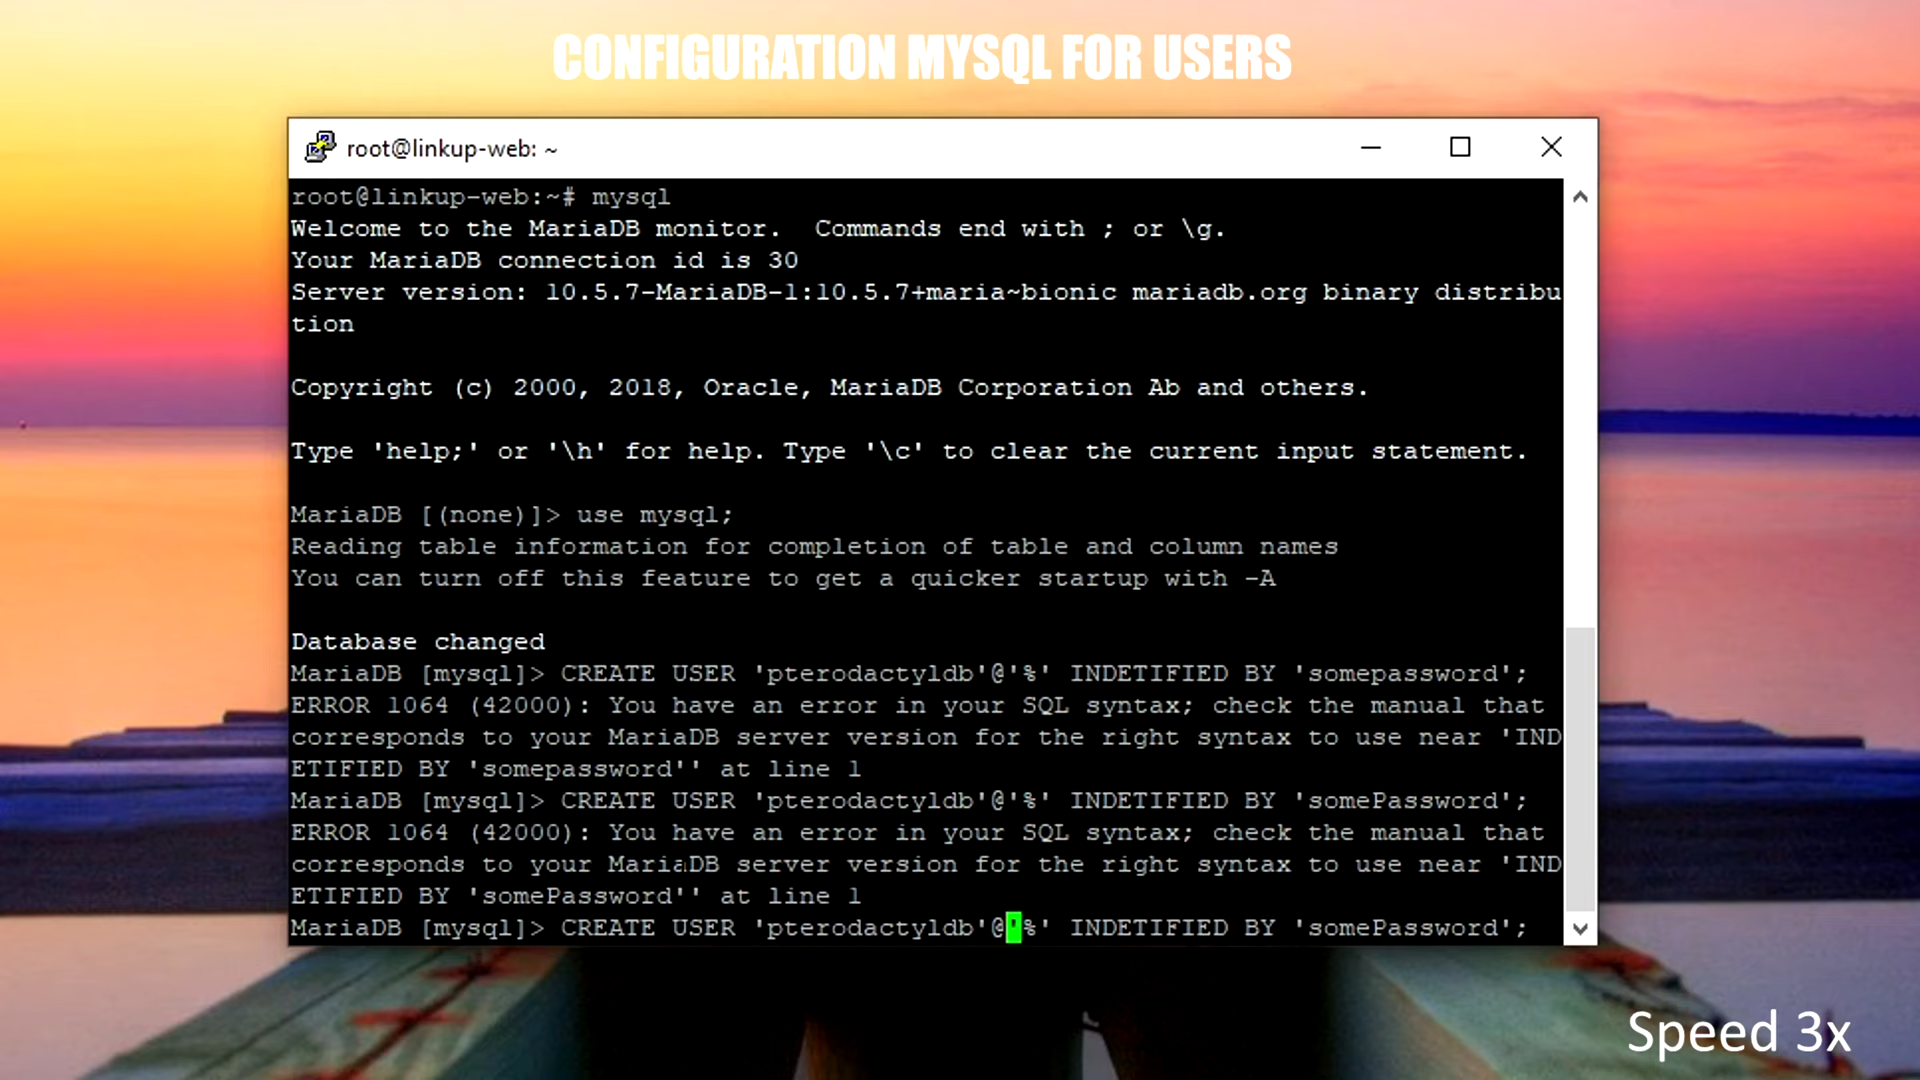 CONFIGURATION MYSQL FOR USERS
root@linkup-web: ~
root@linkup-web:~# mysql
Welcome to the MariaDB monitor.  Commands end with ; or \g.
Your MariaDB connection id is 30
Server version: 10.5.7-MariaDB-1:10.5.7+maria~bionic mariadb.org binary distribu
tion
Copyright (c) 2000, 2018, Oracle, MariaDB Corporation Ab and others.
Type 'help;' or '\h' for help. Type '\c' to clear the current input statement.
MariaDB [(none)]> use mysql;
Reading table information for completion of table and column names
You can turn off this feature to get a quicker startup with -A
Database changed
MariaDB [mysql]> CREATE USER 'pterodactyldb'@'%' INDETIFIED BY 'somepassword';
ERROR 1064 (42000): You have an error in your SQL syntax; check the manual that
corresponds to your MariaDB server version for the right syntax to use near 'IND
ETIFIED BY 'somepassword'' at line 1
MariaDB [mysql]> CREATE USER 'pterodactyldb'@'%' INDETIFIED BY 'somePassword';
ERROR 1064 (42000): You have an error in your SQL syntax; check the manual that
corresponds to your MariaDB server version for the right syntax to use near 'IND
ETIFIED BY 'somePassword'' at line 1
MariaDB [mysql]> CREATE USER 'pterodactyldb'@'%' INDETIFIED BY 'somePassword';
Speed 3x